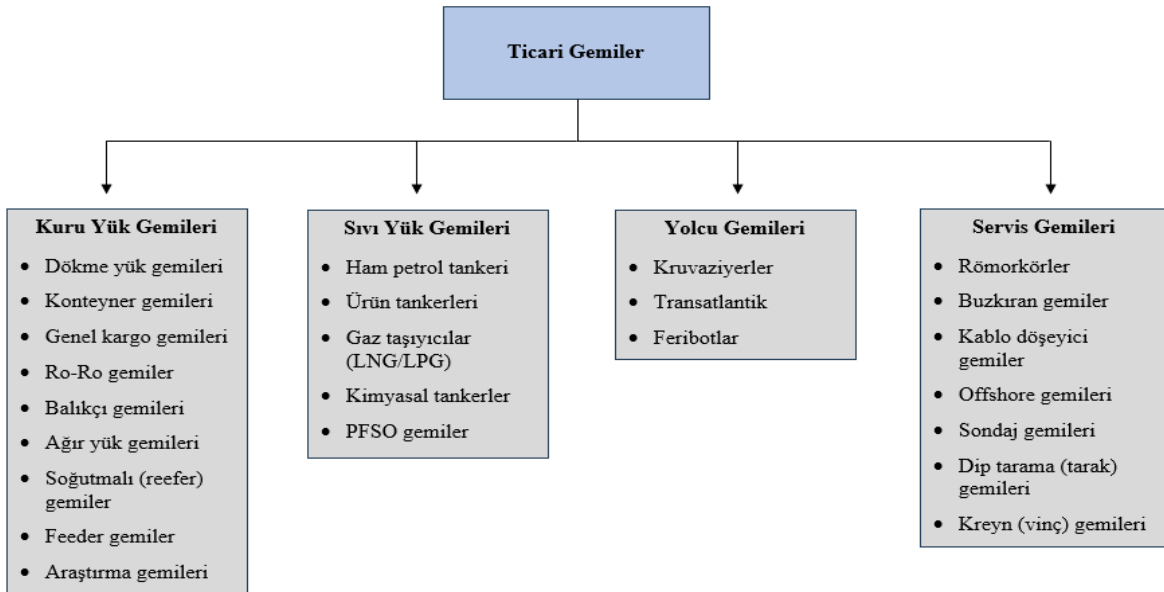 Ticari Gemiler
Kuru Yük Gemileri
• Dökme yük gemileri
• Konteyner gemileri
• Genel kargo gemileri
• Ro-Ro gemiler
• Balıkçı gemileri
• Ağır yük gemileri
• Soğutmalı (reefer)
gemiler
• Feeder gemiler
• Araştırma gemileri
Sıvı Yük Gemileri
• Ham petrol tankeri
• Ürün tankerleri
• Gaz taşıyıcılar
(LNG/LPG)
• Kimyasal tankerler
• PFSO gemiler
Yolcu Gemileri
• Kruvaziyerler
• Transatlantik
• Feribotlar
Servis Gemileri
• Römorkörler
• Buzkıran gemiler
• Kablo döşeyici
gemiler
• Offshore gemileri
• Sondaj gemileri
• Dip tarama (tarak)
gemileri
• Kreyn (vinç) gemileri